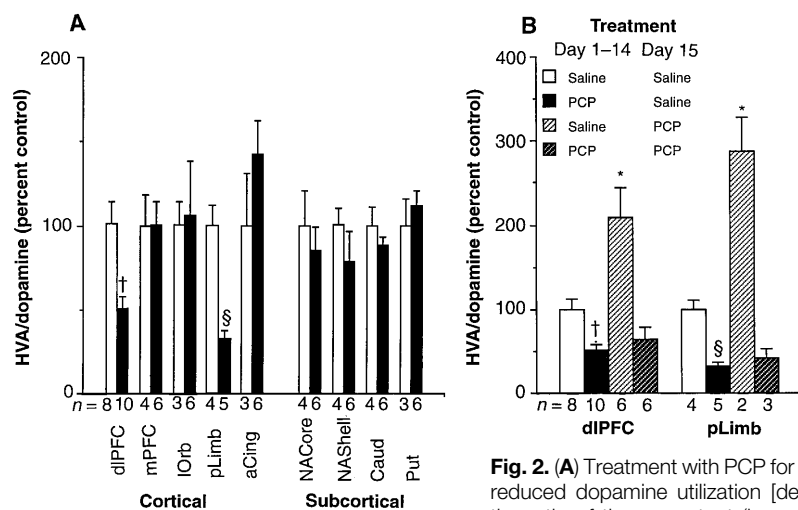 A
HVA/dopamine (percent control)
200
100
0
†
§
n = 8 10 4 6 3 6 4 5 3 6 4 6 4 6 4 6 3 6
dlPFC
mPFC
lOrb
pLimb
aCing
NACore
NAShell
Caud
Put
Cortical
Subcortical
B
Treatment
Day 1–14 Day 15
Saline Saline
PCP Saline
Saline PCP
PCP PCP
HVA/dopamine (percent control)
400
300
200
100
0
†
*
§
*
n = 8 10 6 6 4 5 2 3
dlPFC pLimb
Fig. 2. (A) Treatment with PCP for
reduced dopamine utilization [de